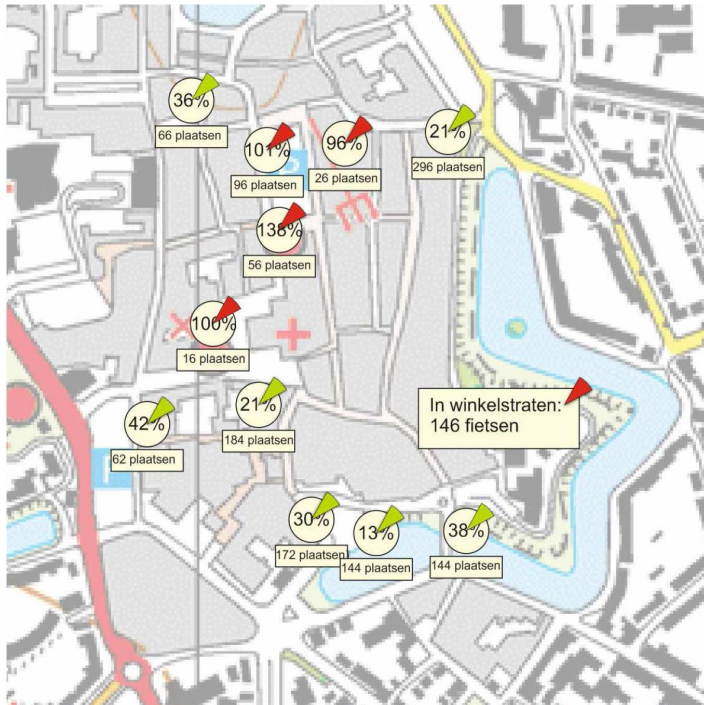 36%
66 plaatsen
101%
96 plaatsen
96%
26 plaatsen
21%
296 plaatsen
138%
56 plaatsen
100%
16 plaatsen
42%
62 plaatsen
21%
184 plaatsen
In winkelstraten:
146 fietsen
30%
172 plaatsen
13%
144 plaatsen
38%
144 plaatsen